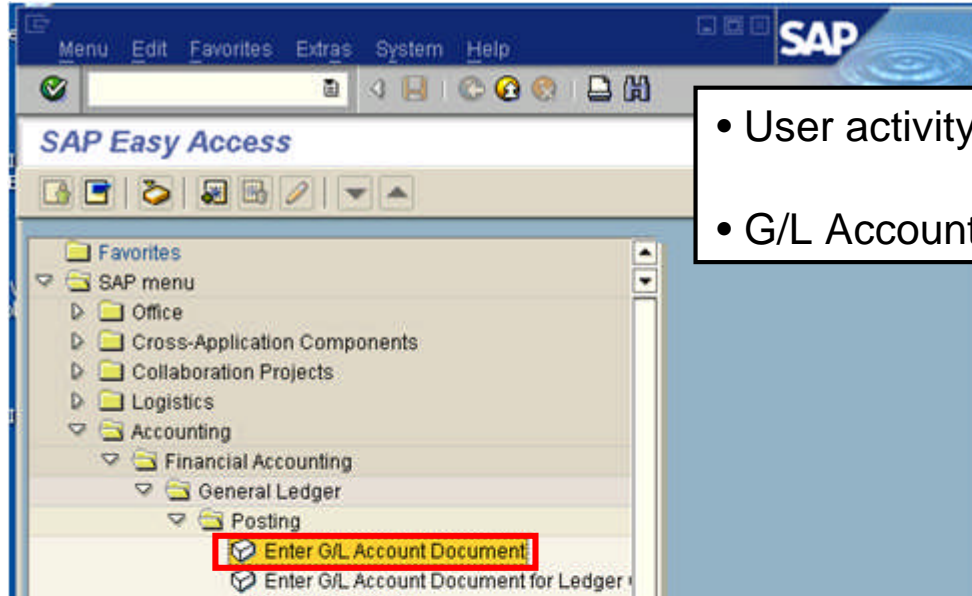 Menu Edit Favorites Extras System Help
SAP
SAP Easy Access
• User activity
• G/L Account
Favorites
SAP menu
Office
Cross-Application Components
Collaboration Projects
Logistics
Accounting
Financial Accounting
General Ledger
Posting
Enter G/L Account Document
Enter G/L Account Document for Ledger